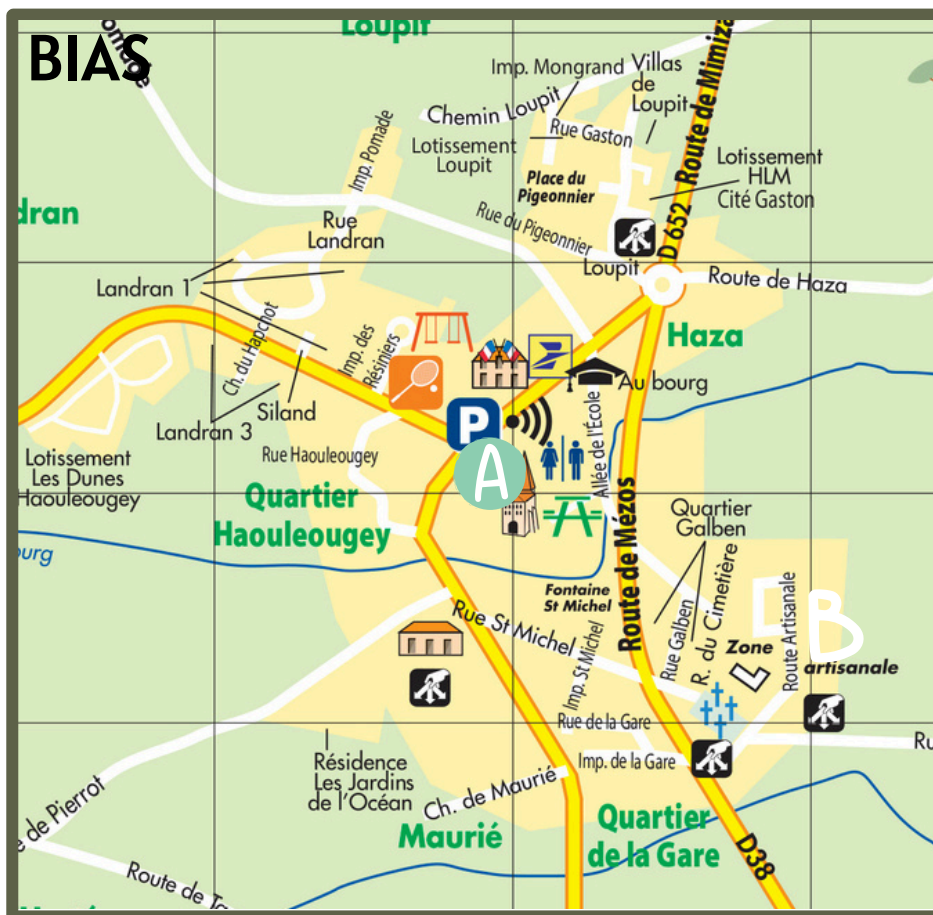 BIAS
Loupit
Imp. Mongrand
Villas
de
Loupit
Chemin Loupit
Rue Gaston
Lotissement
Loupit
Imp. Pomade
Place du
Pigeonnier
Lotissement
HLM
Cité Gaston
D 652 Route de Mimiza
dran
Rue
Landran
Rue du Pigeonnier
Loupit
Route de Haza
Landran 1
Ch. du Hapchot
Imp. des
Résiniers
Haza
Au bourg
Siland
Landran 3
P
A
Rue Haouleougey
Allée de l'École
Lotissement
Les Dunes
Haouleougey
Quartier
Haouleougey
Route de Mézos
Quartier
Galben
ourg
Fontaine
St Michel
Rue St Michel
Imp. St Michel
Rue Galben
R. du Cimetière
Zone
artisanale
Route Artisanale
B
Rue de la Gare
Imp. de la Gare
Ru
Résidence
Les Jardins
de l'Océan
Ch. de Maurié
Maurié
Quartier
de la Gare
D38
e de Pierrot
Route de Ta